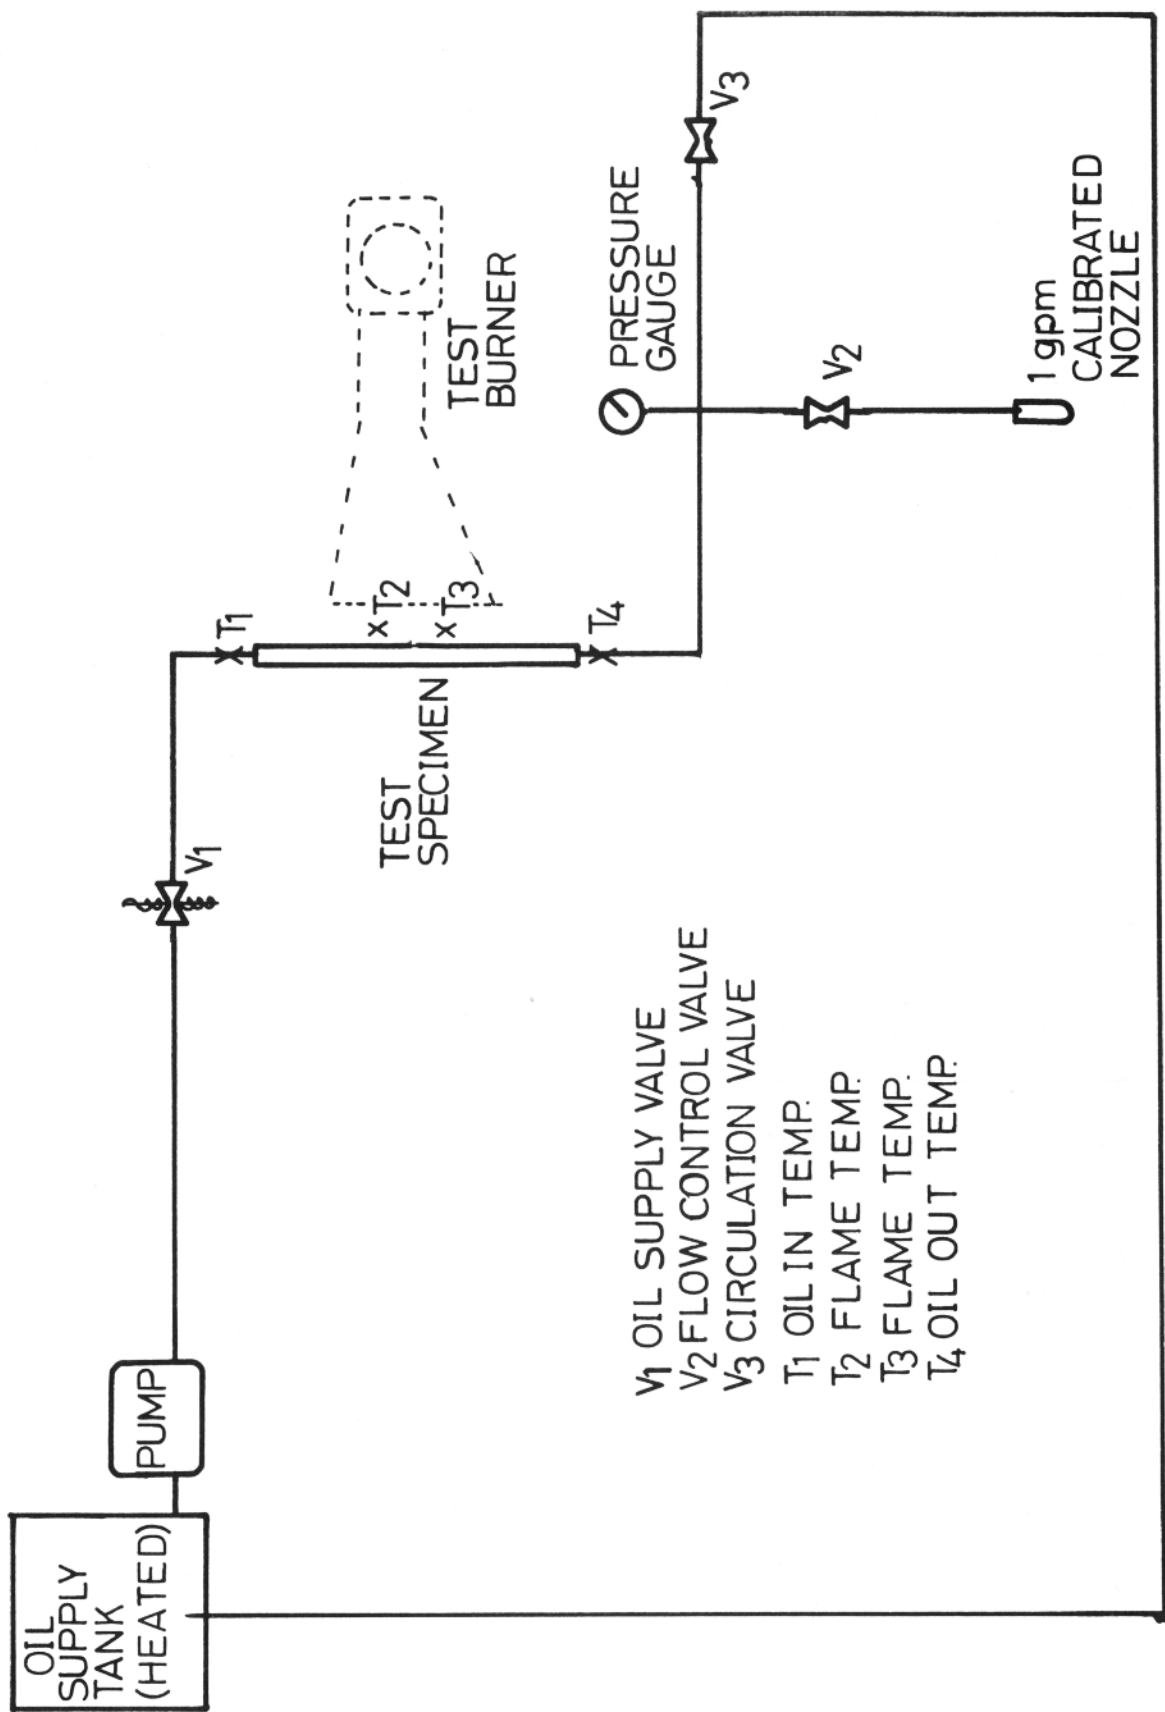 OIL
SUPPLY
TANK
(HEATED)
PUMP
V1
T1
TEST
SPECIMEN
T2
T3
T4
TEST
BURNER
PRESSURE
GAUGE
V3
V2
1 gpm
CALIBRATED
NOZZLE
V1 OIL SUPPLY VALVE
V2 FLOW CONTROL VALVE
V3 CIRCULATION VALVE
T1 OIL IN TEMP.
T2 FLAME TEMP.
T3 FLAME TEMP.
T4 OIL OUT TEMP.